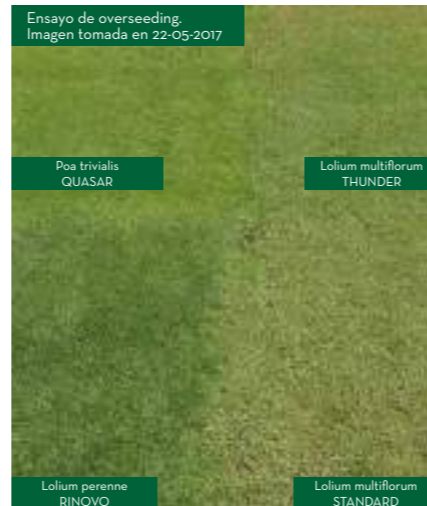 Ensayo de overseeding.
Imagen tomada en 22-05-2017
Poa trivialis
QUASAR
Lolium multiflorum
THUNDER
Lolium perenne
RINOVO
Lolium multiflorum
STANDARD